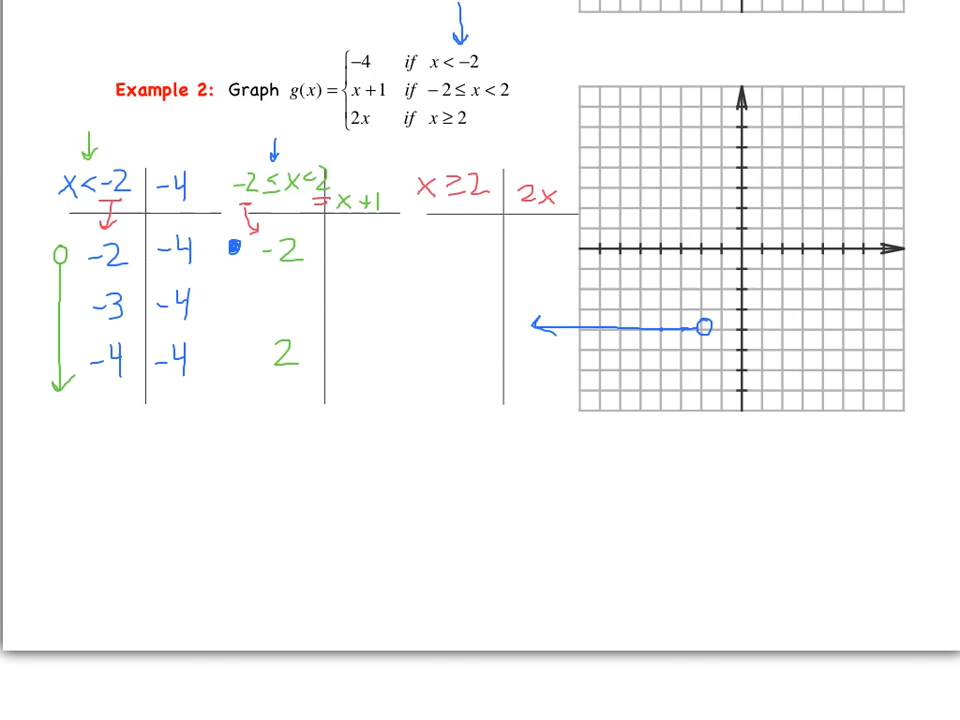 Example 2: Graph g(x) = { −4 if x < −2
x + 1 if −2 ≤ x < 2
2x if x ≥ 2
x < -2 | -4
-2 | -4
-3 | -4
-4 | -4
-2 ≤ x < 2 | x + 1
-2
2
x ≥ 2 | 2x